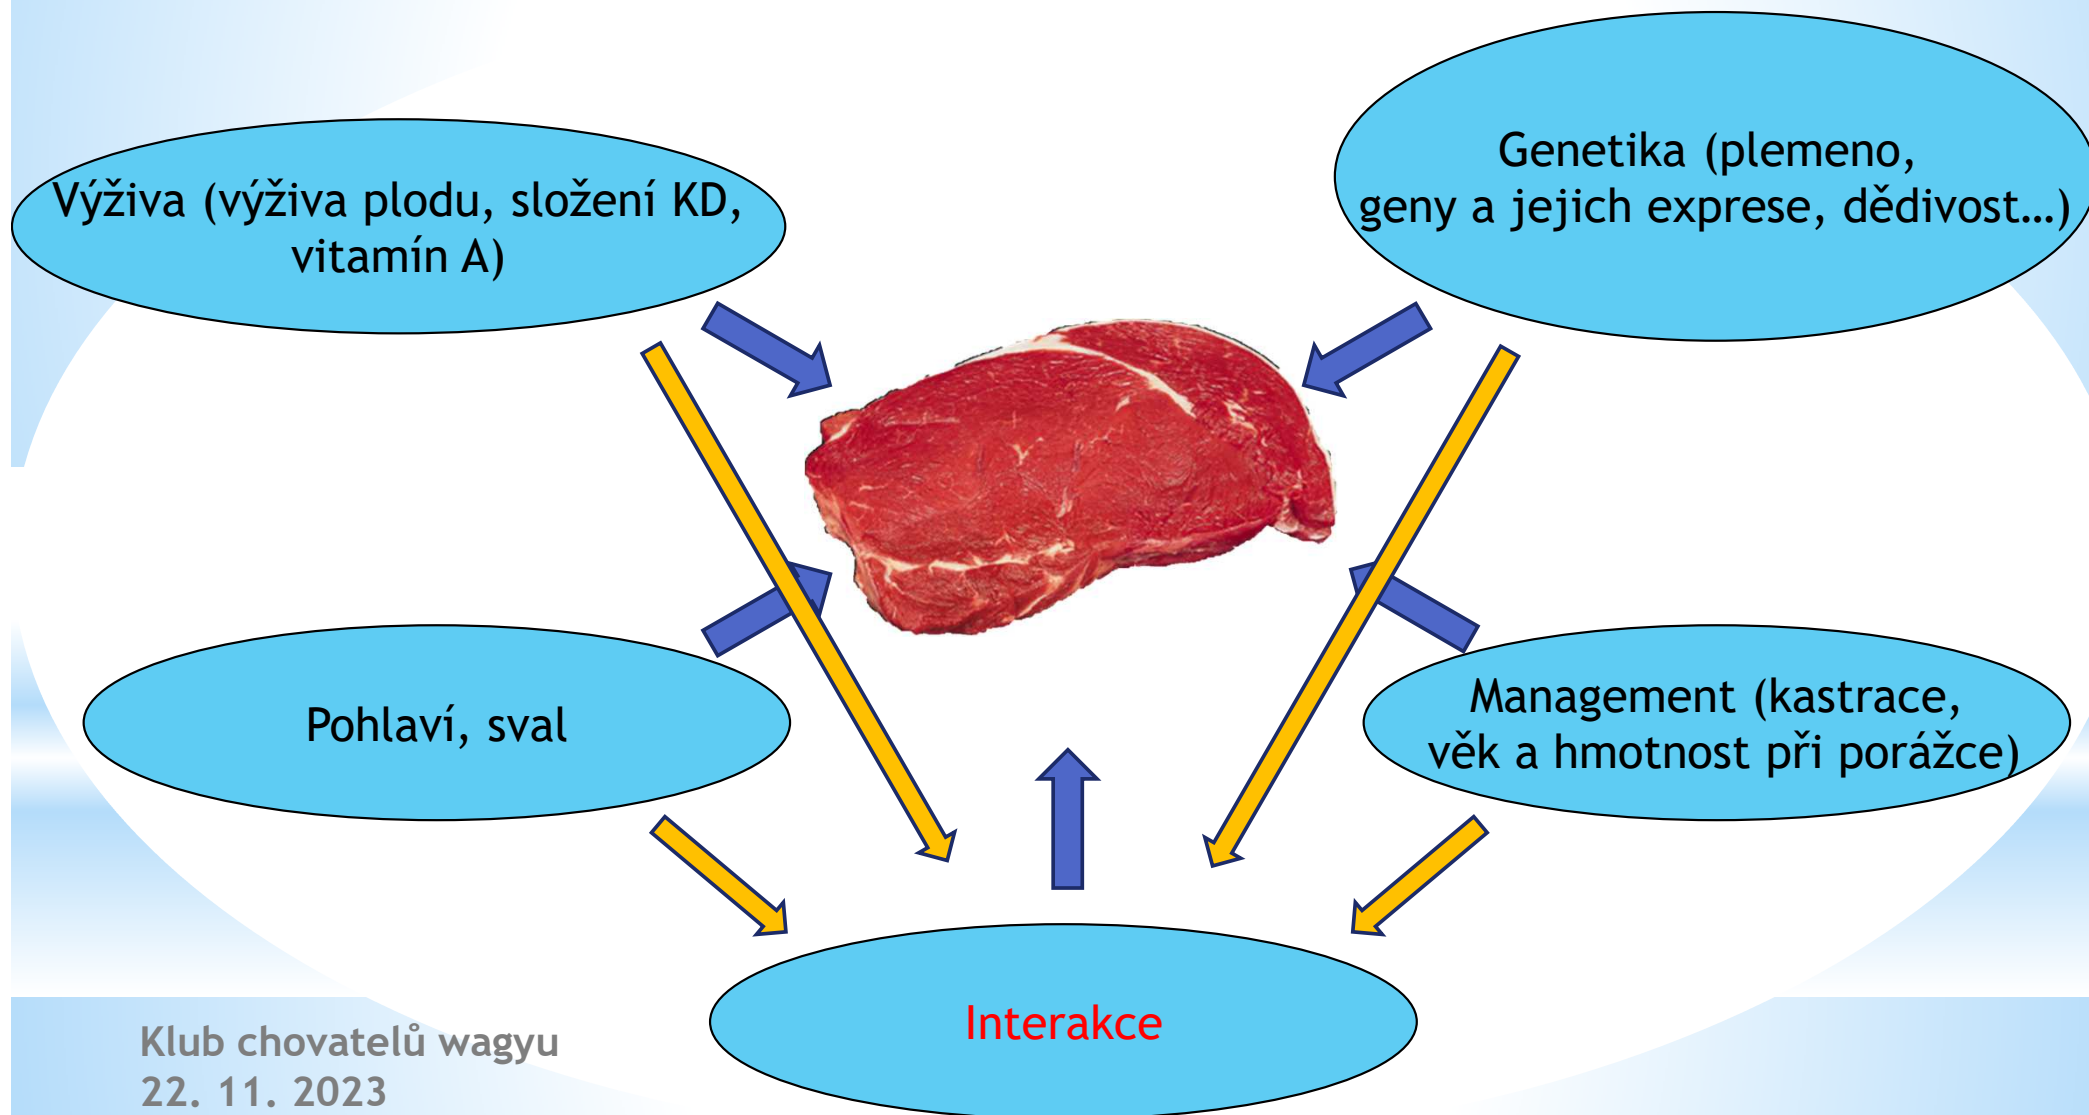 Výživa (výživa plodu, složení KD,
vitamín A)
Genetika (plemeno,
geny a jejich exprese, dědivost…)
Pohlaví, sval
Management (kastrace,
věk a hmotnost při porážce)
Interakce
Klub chovatelů wagyu
22. 11. 2023